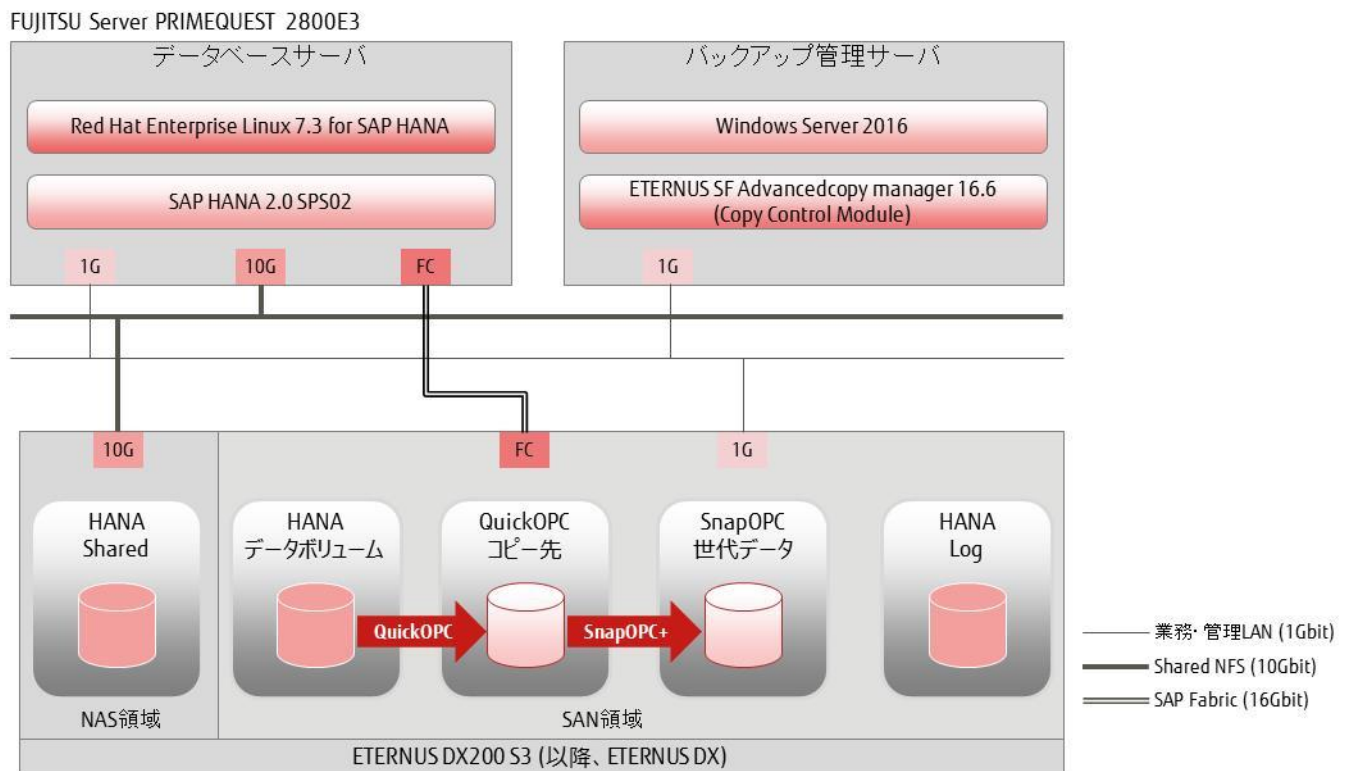 FUJITSU Server PRIMEQUEST 2800E3
データベースサーバ
バックアップ管理サーバ
Red Hat Enterprise Linux 7.3 for SAP HANA
Windows Server 2016
SAP HANA 2.0 SPS02
ETERNUS SF Advancedcopy manager 16.6
(Copy Control Module)
1G
10G
FC
1G
10G
FC
1G
HANA
Shared
HANA
データボリューム
QuickOPC
コピー先
SnapOPC
世代データ
HANA
Log
QuickOPC
SnapOPC+
業務・管理LAN (1Gbit)
Shared NFS (10Gbit)
SAP Fabric (16Gbit)
NAS領域
SAN領域
ETERNUS DX200 S3 (以降、ETERNUS DX)